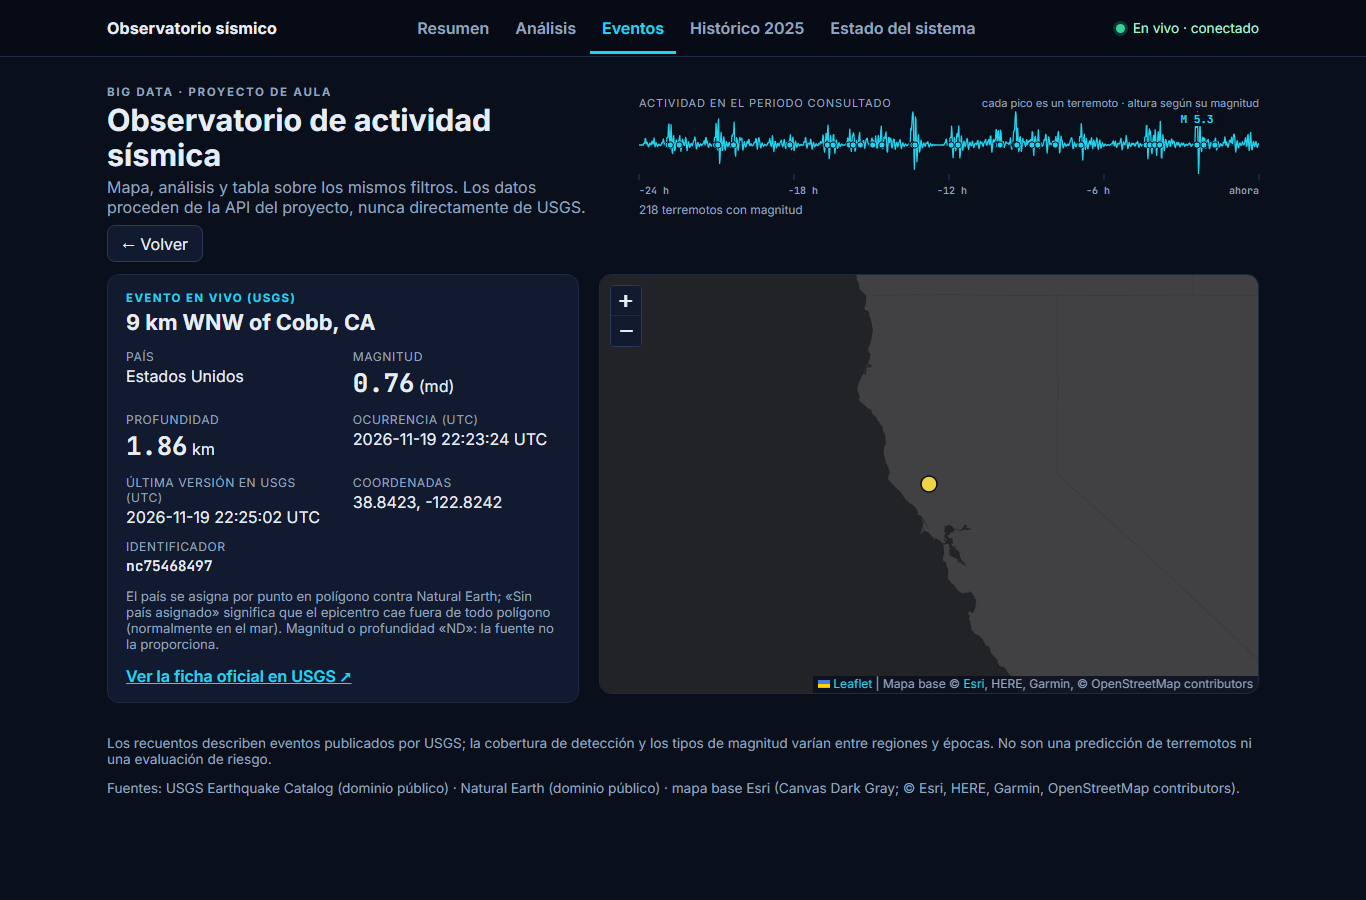 Observatorio sísmico
Resumen
Análisis
Eventos
Histórico 2025
Estado del sistema
En vivo · conectado
BIG DATA · PROYECTO DE AULA
Observatorio de actividad
sísmica
Mapa, análisis y tabla sobre los mismos filtros. Los datos
proceden de la API del proyecto, nunca directamente de USGS.
ACTIVIDAD EN EL PERIODO CONSULTADO
cada pico es un terremoto · altura según su magnitud
M 5.3
-24 h
-18 h
-12 h
-6 h
ahora
218 terremotos con magnitud
← Volver
EVENTO EN VIVO (USGS)
9 km WNW of Cobb, CA
PAÍS
Estados Unidos
MAGNITUD
0.76 (md)
PROFUNDIDAD
1.86 km
OCURRENCIA (UTC)
2026-11-19 22:23:24 UTC
ÚLTIMA VERSIÓN EN USGS
(UTC)
2026-11-19 22:25:02 UTC
COORDENADAS
38.8423, -122.8242
IDENTIFICADOR
nc75468497
El país se asigna por punto en polígono contra Natural Earth; «Sin
país asignado» significa que el epicentro cae fuera de todo polígono
(normalmente en el mar). Magnitud o profundidad «ND»: la fuente no
la proporciona.
Ver la ficha oficial en USGS ↗
+
−
Leaflet | Mapa base © Esri, HERE, Garmin, © OpenStreetMap contributors
Los recuentos describen eventos publicados por USGS; la cobertura de detección y los tipos de magnitud varían entre regiones y épocas. No son una predicción de terremotos ni
una evaluación de riesgo.
Fuentes: USGS Earthquake Catalog (dominio público) · Natural Earth (dominio público) · mapa base Esri (Canvas Dark Gray; © Esri, HERE, Garmin, OpenStreetMap contributors).